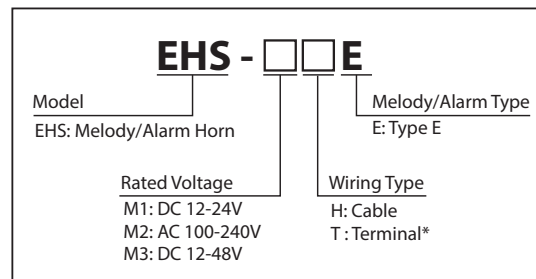 EHS - □□E
Model
EHS: Melody/Alarm Horn
Melody/Alarm Type
E: Type E
Rated Voltage
M1: DC 12-24V
M2: AC 100-240V
M3: DC 12-48V
Wiring Type
H: Cable
T : Terminal*